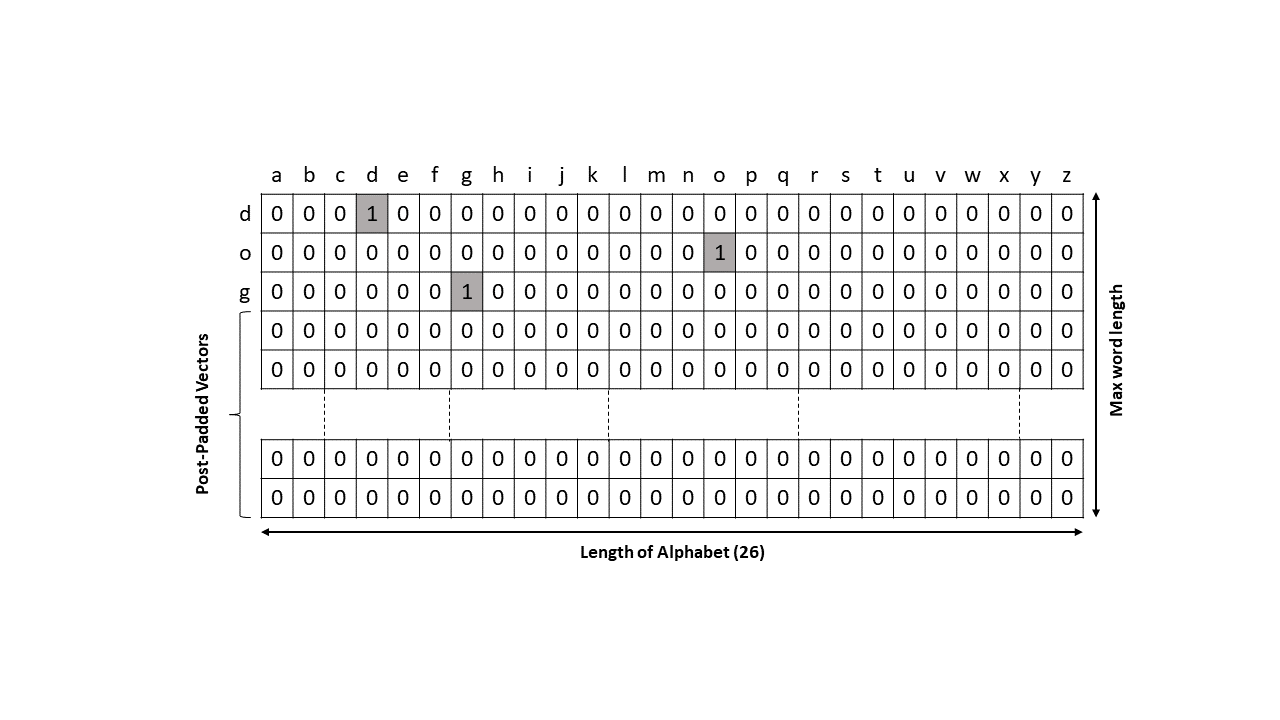 a b c d e f g h i j k l m n o p q r s t u v w x y z
d 0 0 0 1 0 0 0 0 0 0 0 0 0 0 0 0 0 0 0 0 0 0 0 0 0 0
o 0 0 0 0 0 0 0 0 0 0 0 0 0 0 1 0 0 0 0 0 0 0 0 0 0 0
g 0 0 0 0 0 0 1 0 0 0 0 0 0 0 0 0 0 0 0 0 0 0 0 0 0 0
0 0 0 0 0 0 0 0 0 0 0 0 0 0 0 0 0 0 0 0 0 0 0 0 0 0
0 0 0 0 0 0 0 0 0 0 0 0 0 0 0 0 0 0 0 0 0 0 0 0 0 0
0 0 0 0 0 0 0 0 0 0 0 0 0 0 0 0 0 0 0 0 0 0 0 0 0 0
0 0 0 0 0 0 0 0 0 0 0 0 0 0 0 0 0 0 0 0 0 0 0 0 0 0
Post-Padded Vectors
Max word length
Length of Alphabet (26)